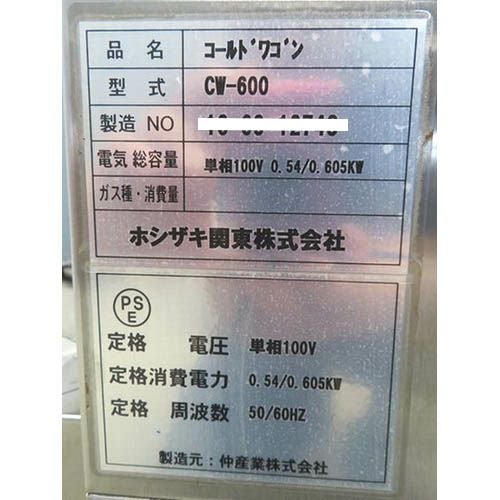 品名 コールドワゴン
型式 CW-600
製造 NO
電気 総容量 単相100V 0.54/0.605KW
ガス種・消費量
ホシザキ関東株式会社
PS
E
定格 電圧 単相100V
定格消費電力 0.54/0.605KW
定格 周波数 50/60HZ
製造元:仲産業株式会社